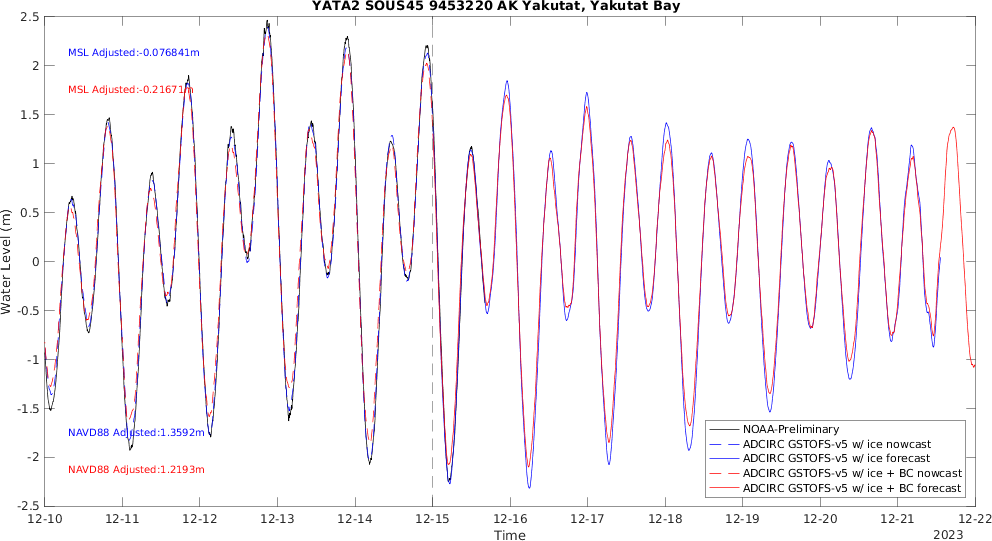 YATA2 SOUS45 9453220 AK Yakutat, Yakutat Bay
2.5
2
1.5
1
0.5
0
-0.5
-1
-1.5
-2
-2.5
Water Level (m)
MSL Adjusted:-0.076841m
MSL Adjusted:-0.21671m
NAVD88 Adjusted:1.3592m
NAVD88 Adjusted:1.2193m
NOAA-Preliminary
ADCIRC GSTOFS-v5 w/ ice nowcast
ADCIRC GSTOFS-v5 w/ ice forecast
ADCIRC GSTOFS-v5 w/ ice + BC nowcast
ADCIRC GSTOFS-v5 w/ ice + BC forecast
12-10 12-11 12-12 12-13 12-14 12-15 12-16 12-17 12-18 12-19 12-20 12-21 12-22
Time 2023